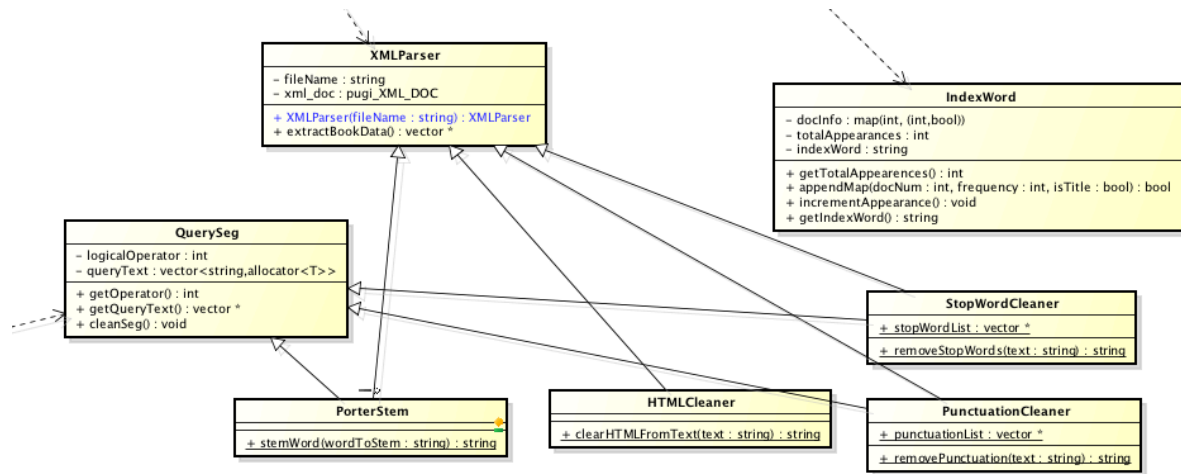 XMLParser
- fileName : string
- xml_doc : pugi_XML_DOC
+ XMLParser(fileName : string) : XMLParser
+ extractBookData() : vector *
IndexWord
- docInfo : map(int, (int,bool))
- totalAppearances : int
- indexWord : string
+ getTotalAppearences() : int
+ appendMap(docNum : int, frequency : int, isTitle : bool) : bool
+ incrementAppearance() : void
+ getIndexWord() : string
QuerySeg
- logicalOperator : int
- queryText : vector<string,allocator<T>>
+ getOperator() : int
+ getQueryText() : vector *
+ cleanSeg() : void
StopWordCleaner
+ stopWordList : vector *
+ removeStopWords(text : string) : string
PorterStem
+ stemWord(wordToStem : string) : string
HTMLCleaner
+ clearHTMLFromText(text : string) : string
PunctuationCleaner
+ punctuationList : vector *
+ removePunctuation(text : string) : string